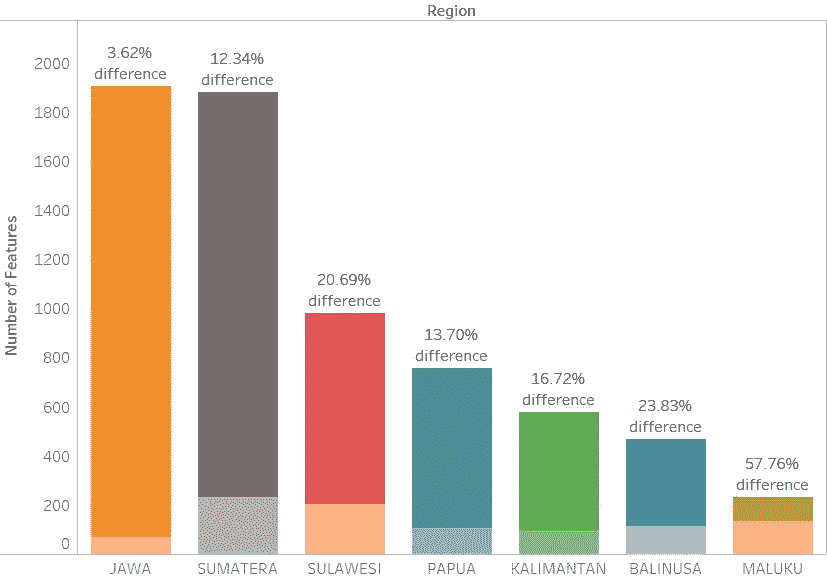 Region
3.62%
difference
12.34%
difference
20.69%
difference
13.70%
difference
16.72%
difference
23.83%
difference
57.76%
difference
Number of Features
2000
1800
1600
1400
1200
1000
800
600
400
200
0
JAWA
SUMATERA
SULAWESI
PAPUA
KALIMANTAN
BALINUSA
MALUKU